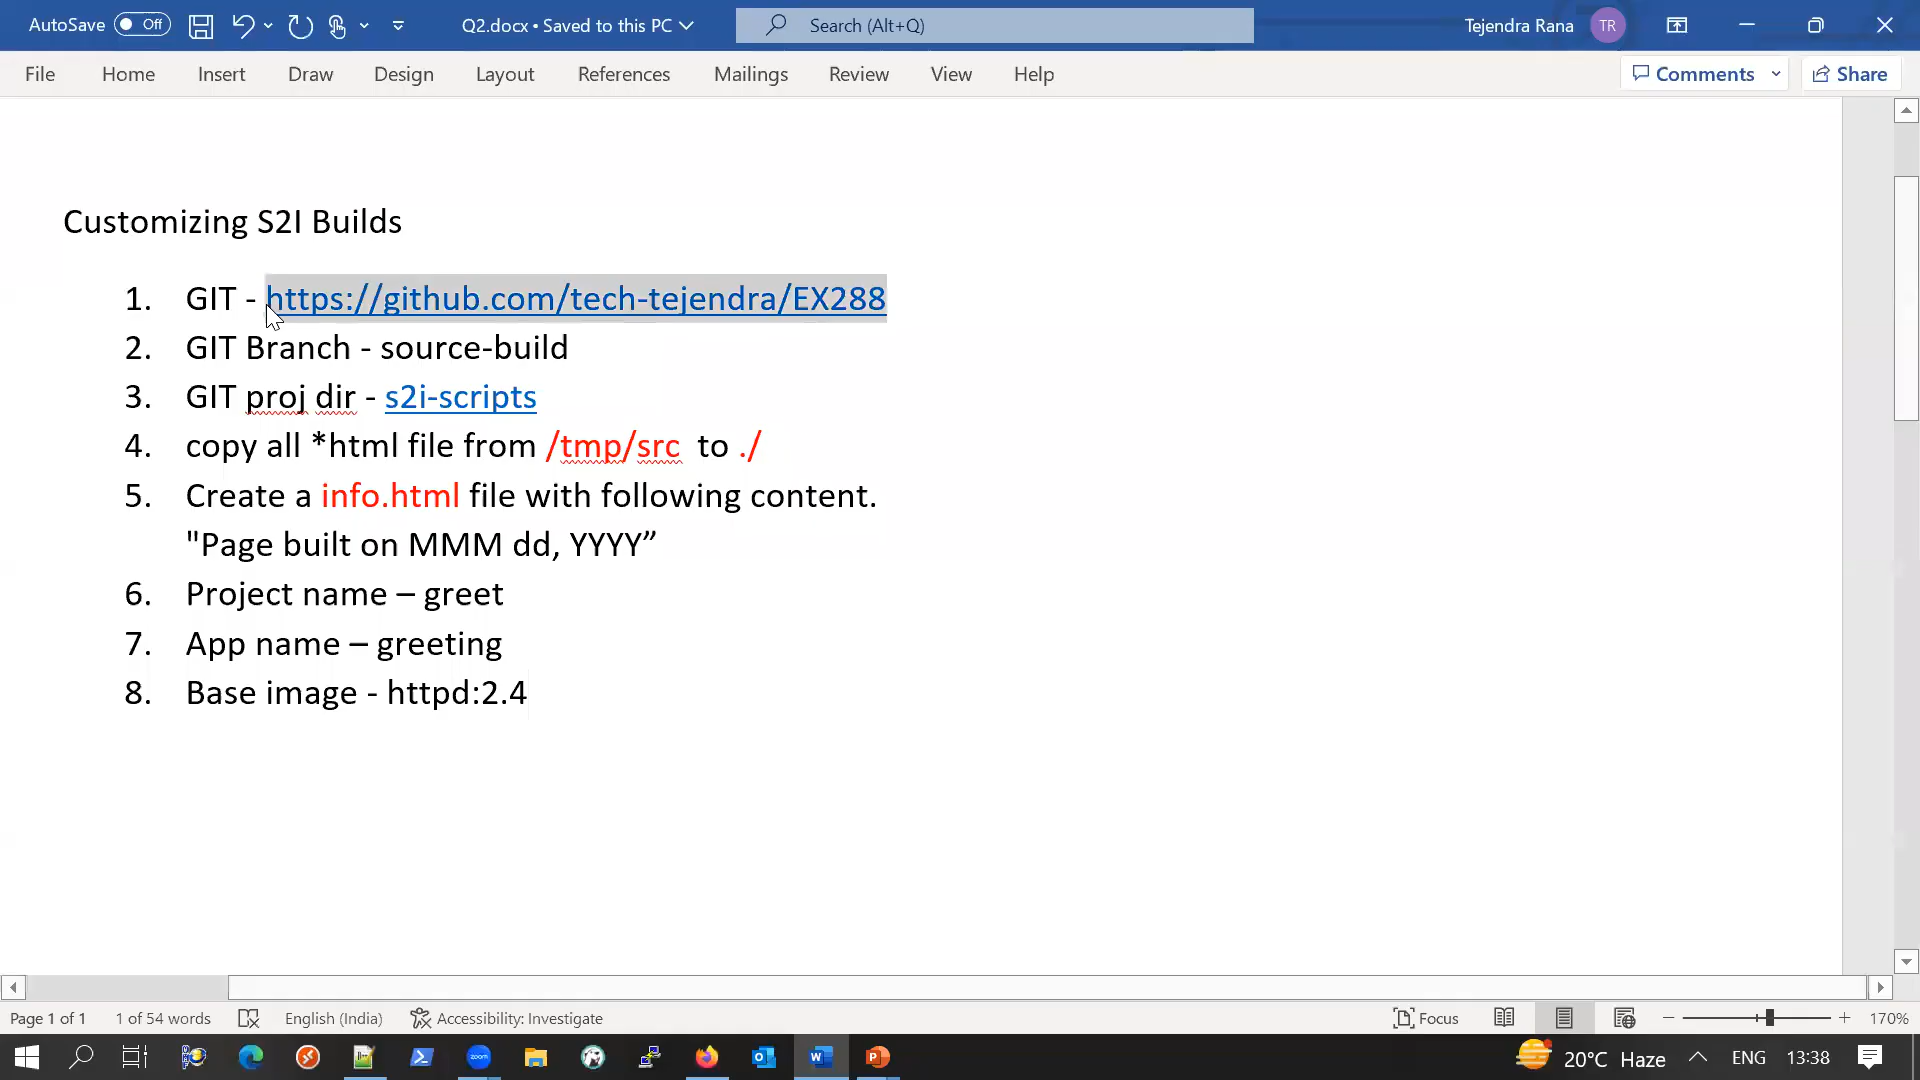 AutoSave Off Q2.docx • Saved to this PC Search (Alt+Q) Tejendra Rana TR
File Home Insert Draw Design Layout References Mailings Review View Help Comments Share
Customizing S2I Builds
1. GIT - https://github.com/tech-tejendra/EX288
2. GIT Branch - source-build
3. GIT proj dir - s2i-scripts
4. copy all *html file from /tmp/src to ./
5. Create a info.html file with following content.
"Page built on MMM dd, YYYY”
6. Project name – greet
7. App name – greeting
8. Base image - httpd:2.4
Page 1 of 1 1 of 54 words English (India) Accessibility: Investigate Focus 170%
zoom W P 20°C Haze ENG 13:38